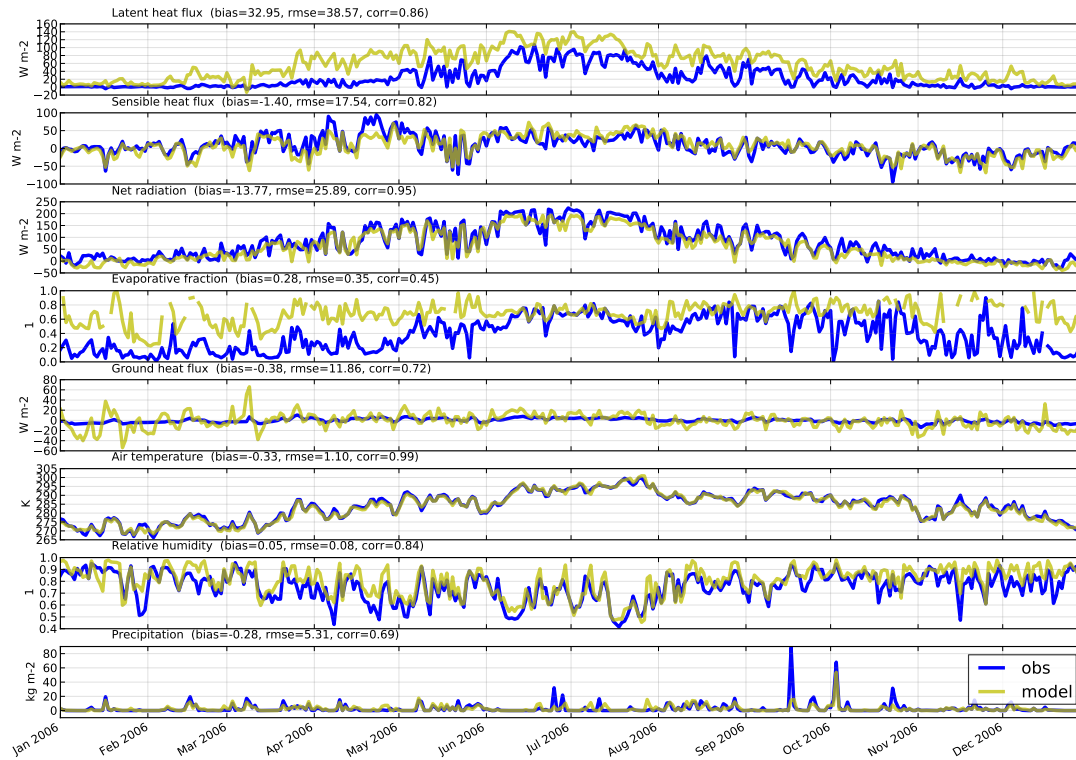 Latent heat flux (bias=32.95, rmse=38.57, corr=0.86)
160
140
120
100
80
60
40
20
0
−20
W m-2
Sensible heat flux (bias=-1.40, rmse=17.54, corr=0.82)
100
50
0
−50
−100
W m-2
Net radiation (bias=-13.77, rmse=25.89, corr=0.95)
250
200
150
100
50
0
−50
W m-2
Evaporative fraction (bias=0.28, rmse=0.35, corr=0.45)
1.0
0.8
0.6
0.4
0.2
0.0
1
Ground heat flux (bias=-0.38, rmse=11.86, corr=0.72)
80
60
40
20
0
−20
−40
−60
W m-2
Air temperature (bias=-0.33, rmse=1.10, corr=0.99)
305
300
295
290
285
280
275
270
265
K
Relative humidity (bias=0.05, rmse=0.08, corr=0.84)
1.0
0.9
0.8
0.7
0.6
0.5
0.4
1
Precipitation (bias=-0.28, rmse=5.31, corr=0.69)
80
60
40
20
0
kg m-2
obs
model
Jan 2006
Feb 2006
Mar 2006
Apr 2006
May 2006
Jun 2006
Jul 2006
Aug 2006
Sep 2006
Oct 2006
Nov 2006
Dec 2006